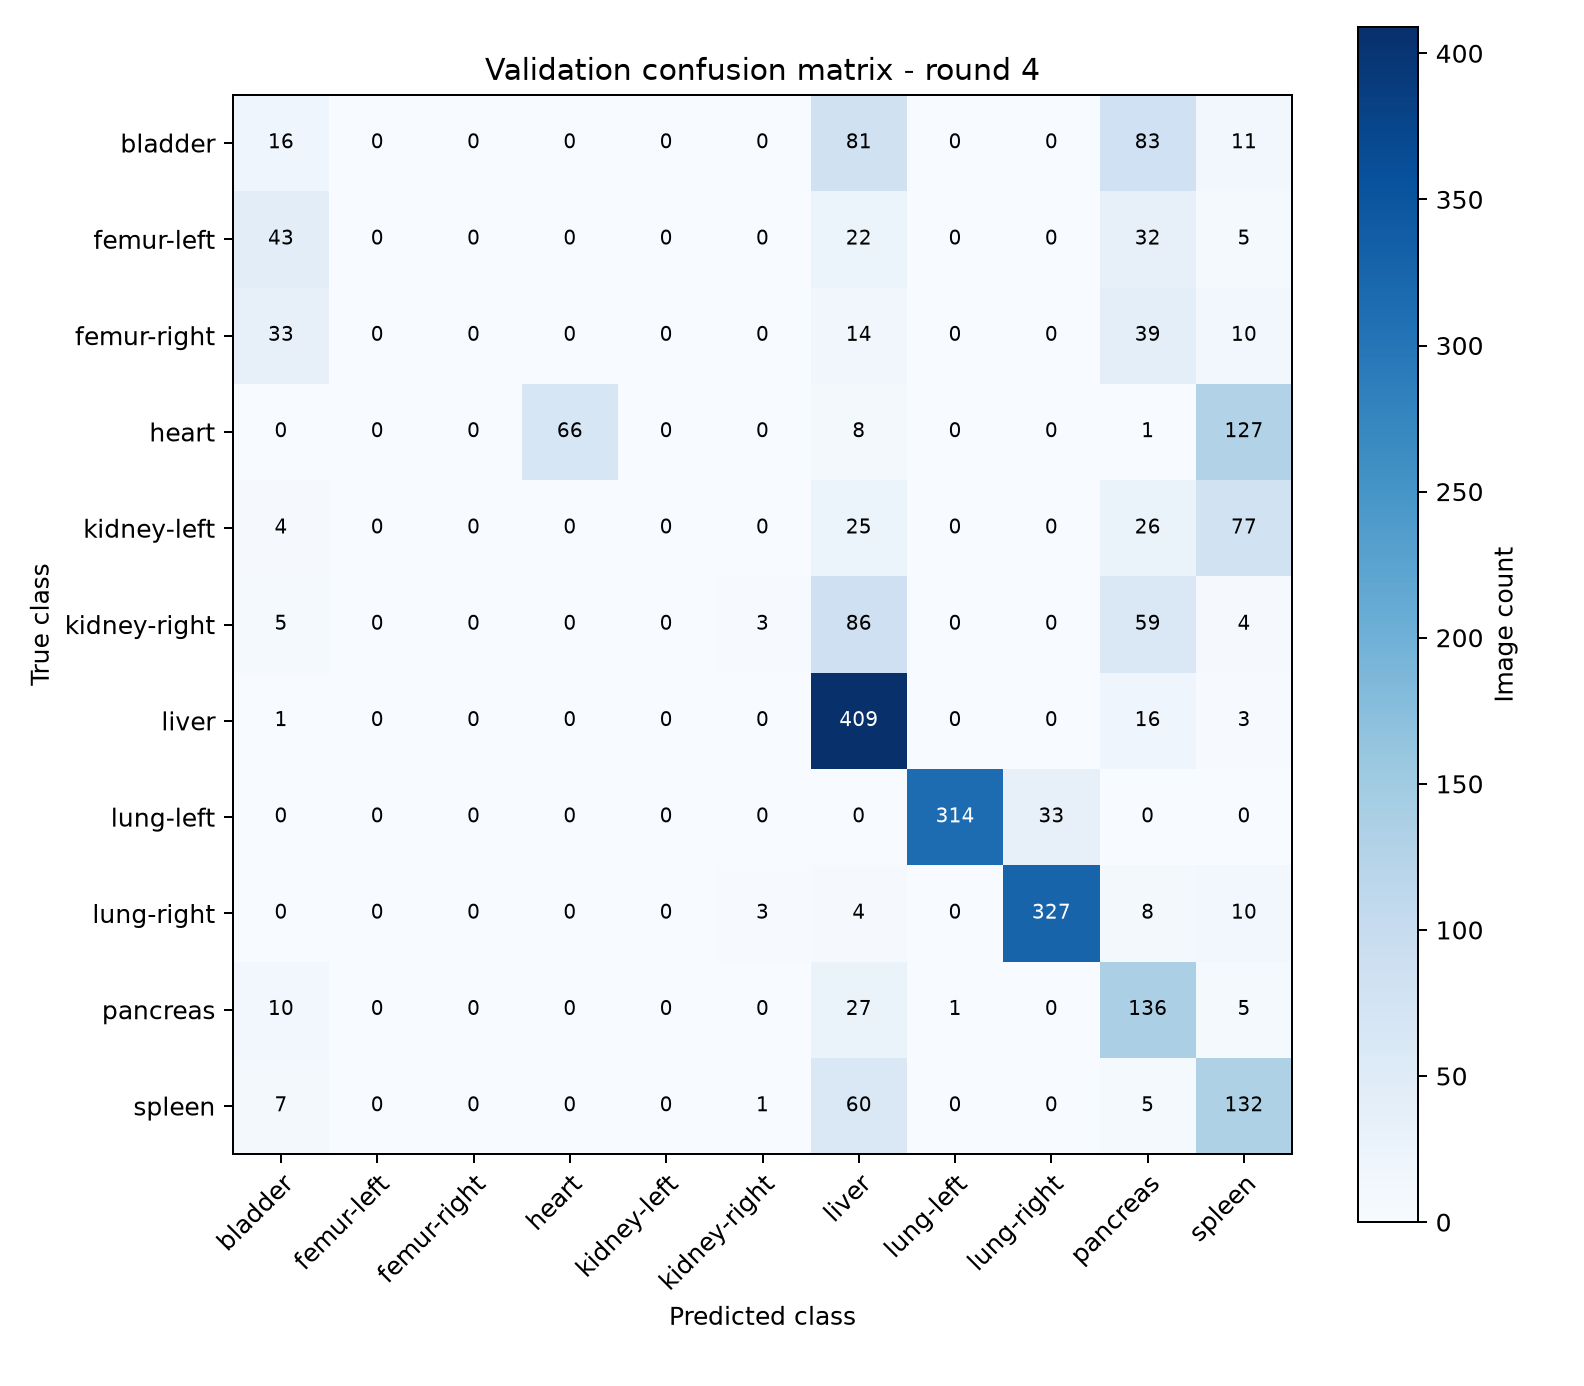 Validation confusion matrix - round 4
True class
bladder 16 0 0 0 0 0 81 0 0 83 11
femur-left 43 0 0 0 0 0 22 0 0 32 5
femur-right 33 0 0 0 0 0 14 0 0 39 10
heart 0 0 0 66 0 0 8 0 0 1 127
kidney-left 4 0 0 0 0 0 25 0 0 26 77
kidney-right 5 0 0 0 0 3 86 0 0 59 4
liver 1 0 0 0 0 0 409 0 0 16 3
lung-left 0 0 0 0 0 0 0 314 33 0 0
lung-right 0 0 0 0 0 3 4 0 327 8 10
pancreas 10 0 0 0 0 0 27 1 0 136 5
spleen 7 0 0 0 0 1 60 0 0 5 132
bladder femur-left femur-right heart kidney-left kidney-right liver lung-left lung-right pancreas spleen
Predicted class
400
350
300
250
200
150
100
50
0
Image count